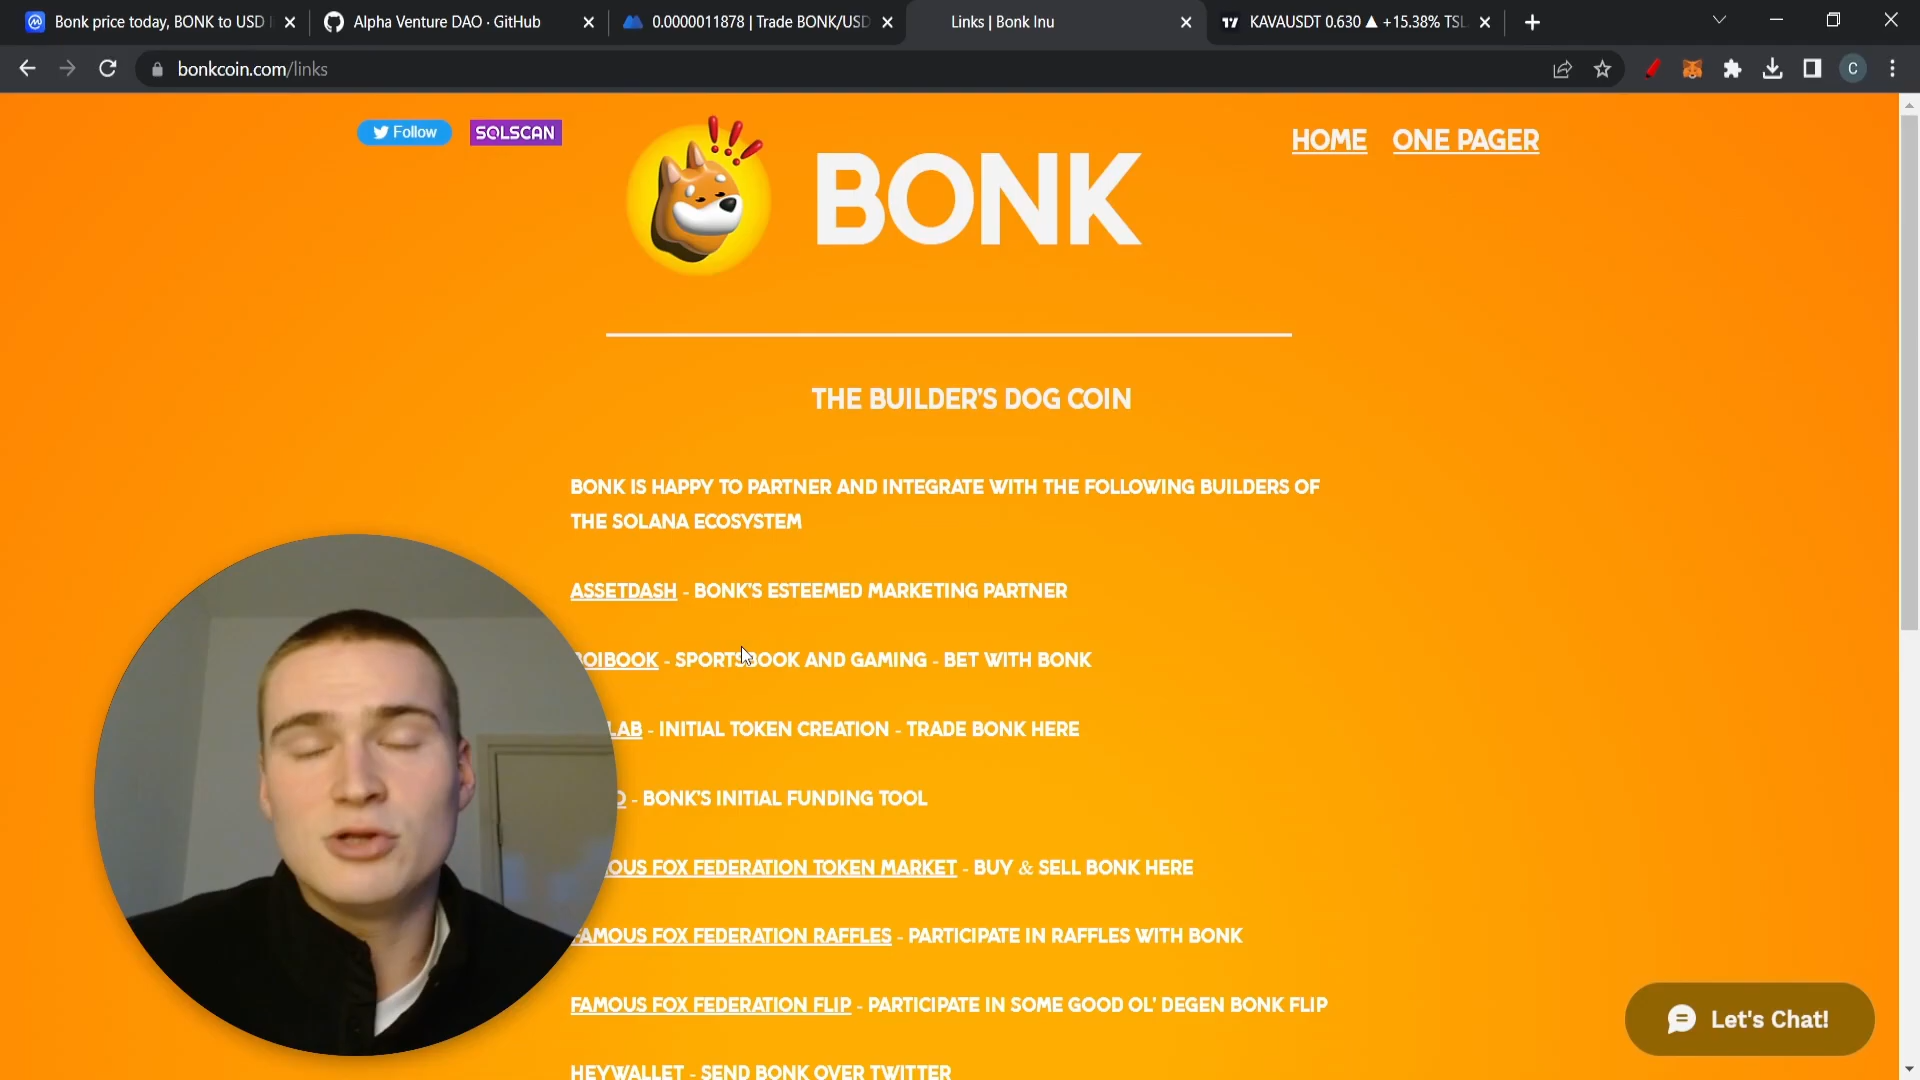 Bonk price today, BONK to USD
Alpha Venture DAO · GitHub
0.0000011878 | Trade BONK/USD
Links | Bonk Inu
KAVAUSDT 0.630 ▲ +15.38% TSL
bonkcoin.com/links
C
Follow
SOLSCAN
BONK
HOME
ONE PAGER
THE BUILDER'S DOG COIN
BONK IS HAPPY TO PARTNER AND INTEGRATE WITH THE FOLLOWING BUILDERS OF
THE SOLANA ECOSYSTEM
ASSETDASH - BONK'S ESTEEMED MARKETING PARTNER
OIBOOK - SPORTSBOOK AND GAMING - BET WITH BONK
LAB - INITIAL TOKEN CREATION - TRADE BONK HERE
- BONK'S INITIAL FUNDING TOOL
OUS FOX FEDERATION TOKEN MARKET - BUY & SELL BONK HERE
FAMOUS FOX FEDERATION RAFFLES - PARTICIPATE IN RAFFLES WITH BONK
FAMOUS FOX FEDERATION FLIP - PARTICIPATE IN SOME GOOD OL' DEGEN BONK FLIP
HEYWALLET - SEND BONK OVER TWITTER
Let's Chat!